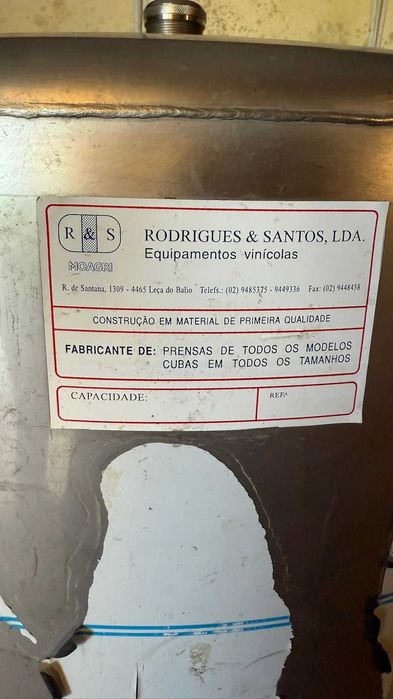 R & S
MOAGRI
RODRIGUES & SANTOS, LDA.
Equipamentos vinícolas
R. de Santana, 1309 - 4465 Leça do Balio Telefs.: (02) 9485375 - 9449336 Fax: (02) 9448458
CONSTRUÇÃO EM MATERIAL DE PRIMEIRA QUALIDADE
FABRICANTE DE: PRENSAS DE TODOS OS MODELOS
CUBAS EM TODOS OS TAMANHOS
CAPACIDADE: REFª